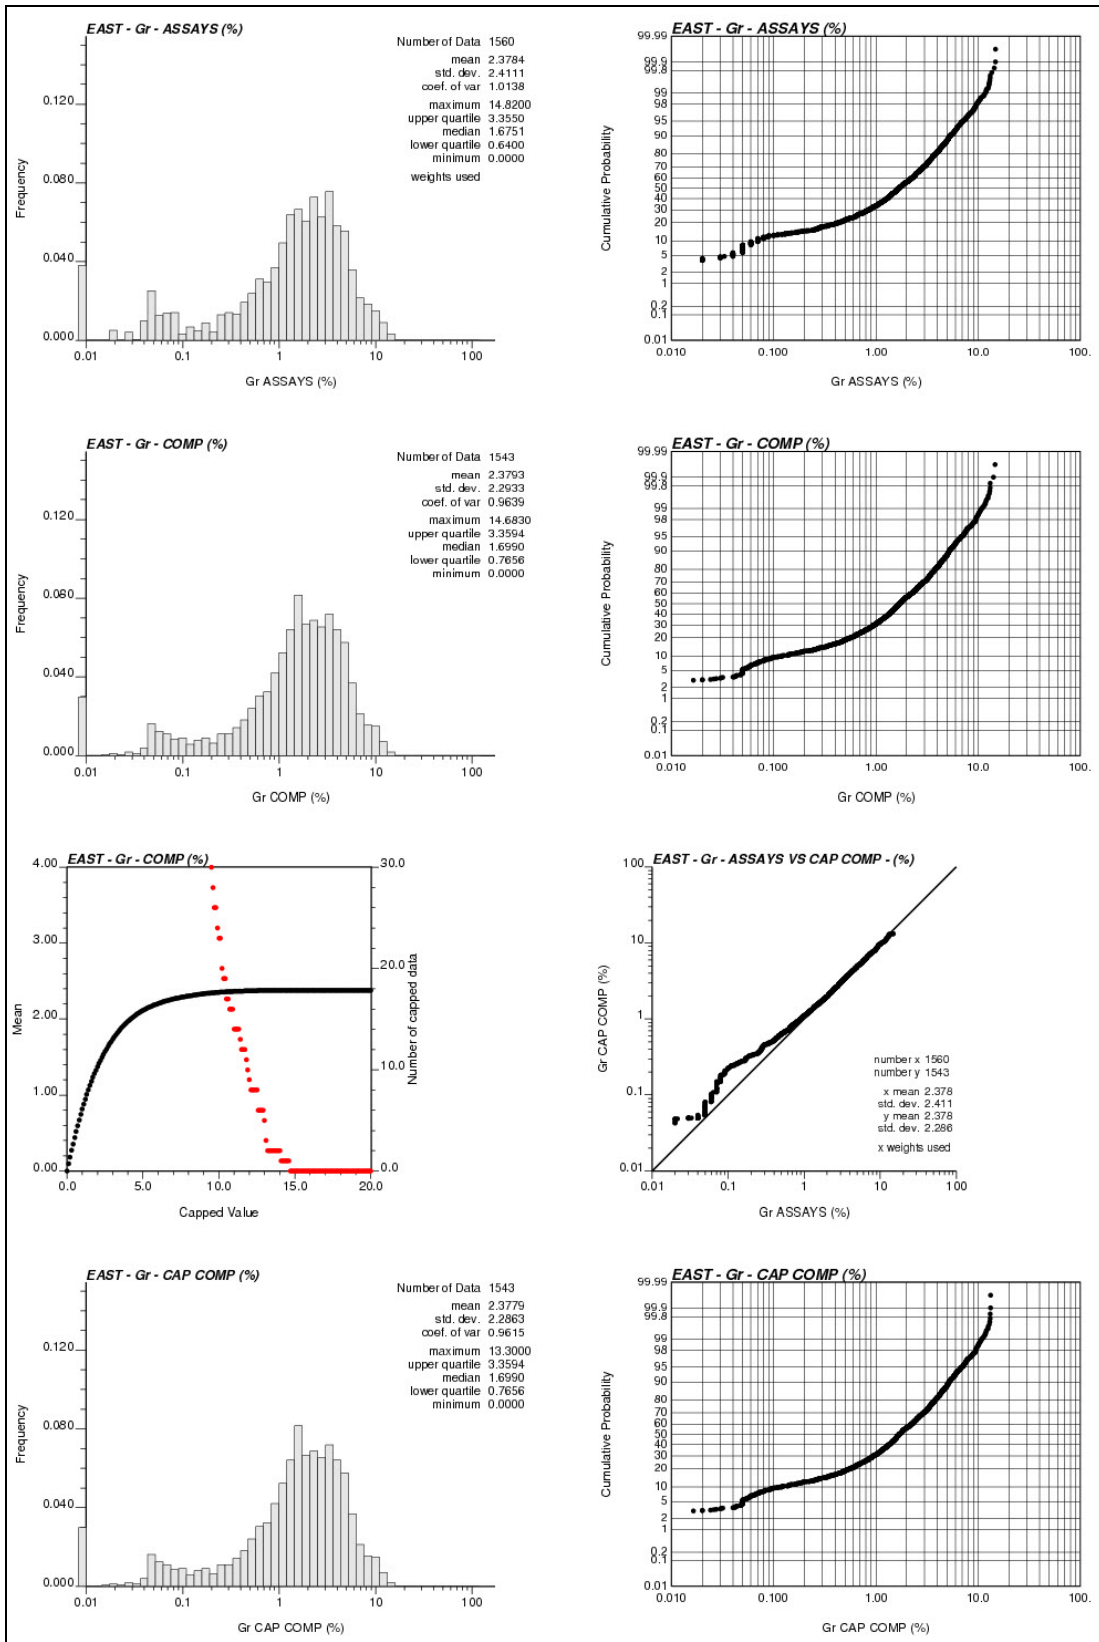 EAST - Gr - ASSAYS (%)
Number of Data 1560
mean 2.3784
std. dev. 2.4111
coef. of var 1.0138
maximum 14.8200
upper quartile 3.3550
median 1.6751
lower quartile 0.6400
minimum 0.0000
weights used
Frequency
0.120
0.080
0.040
0.000
0.01 0.1 1 10 100
Gr ASSAYS (%)
EAST - Gr - ASSAYS (%)
Cumulative Probability
99.99
99.9
99.8
99
98
95
90
80
70
60
50
40
30
20
10
5
2
1
0.2
0.1
0.01
0.010 0.100 1.00 10.0 100.
Gr ASSAYS (%)
EAST - Gr - COMP (%)
Number of Data 1543
mean 2.3793
std. dev. 2.2933
coef. of var 0.9639
maximum 14.6830
upper quartile 3.3594
median 1.6990
lower quartile 0.7656
minimum 0.0000
Frequency
0.120
0.080
0.040
0.000
0.01 0.1 1 10 100
Gr COMP (%)
EAST - Gr - COMP (%)
Cumulative Probability
99.99
99.9
99.8
99
98
95
90
80
70
60
50
40
30
20
10
5
2
1
0.2
0.1
0.01
0.010 0.100 1.00 10.0 100.
Gr COMP (%)
EAST - Gr - COMP (%)
Mean
4.00
3.00
2.00
1.00
0.00
30.0
20.0
10.0
0.0
Number of capped data
0.0 5.0 10.0 15.0 20.0
Capped Value
EAST - Gr - ASSAYS VS CAP COMP - (%)
Gr CAP COMP (%)
100
10
1
0.1
0.01
number x 1560
number y 1543
x mean 2.378
std. dev. 2.411
y mean 2.378
std. dev. 2.286
x weights used
0.01 0.1 1 10 100
Gr ASSAYS (%)
EAST - Gr - CAP COMP (%)
Number of Data 1543
mean 2.3779
std. dev. 2.2863
coef. of var 0.9615
maximum 13.3000
upper quartile 3.3594
median 1.6990
lower quartile 0.7656
minimum 0.0000
Frequency
0.120
0.080
0.040
0.000
0.01 0.1 1 10 100
Gr CAP COMP (%)
EAST - Gr - CAP COMP (%)
Cumulative Probability
99.99
99.9
99.8
99
98
95
90
80
70
60
50
40
30
20
10
5
2
1
0.2
0.1
0.01
0.010 0.100 1.00 10.0 100.
Gr CAP COMP (%)